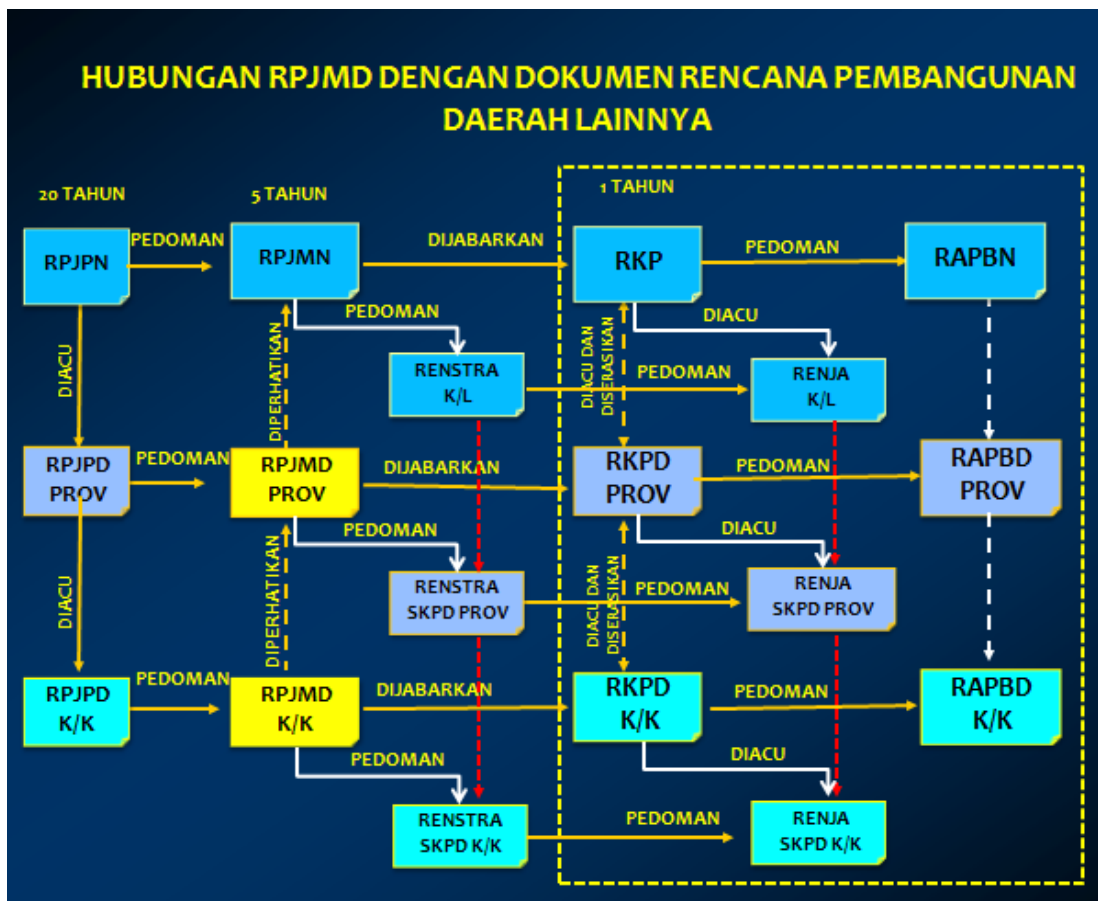 HUBUNGAN RPJMD DENGAN DOKUMEN RENCANA PEMBANGUNAN
DAERAH LAINNYA
20 TAHUN
5 TAHUN
1 TAHUN
RPJPN
PEDOMAN
RPJMN
DIJABARKAN
RKP
PEDOMAN
RAPBN
DIACU
DIPERHATIKAN
PEDOMAN
RENSTRA
K/L
DIACU DAN
DISERASIKAN
PEDOMAN
DIACU
RENJA
K/L
RPJPD
PROV
PEDOMAN
RPJMD
PROV
DIJABARKAN
RKPD
PROV
PEDOMAN
RAPBD
PROV
DIACU
DIPERHATIKAN
PEDOMAN
RENSTRA
SKPD PROV
DIACU DAN
DISERASIKAN
PEDOMAN
DIACU
RENJA
SKPD PROV
RPJPD
K/K
PEDOMAN
RPJMD
K/K
DIJABARKAN
RKPD
K/K
PEDOMAN
RAPBD
K/K
PEDOMAN
RENSTRA
SKPD K/K
PEDOMAN
DIACU
RENJA
SKPD K/K